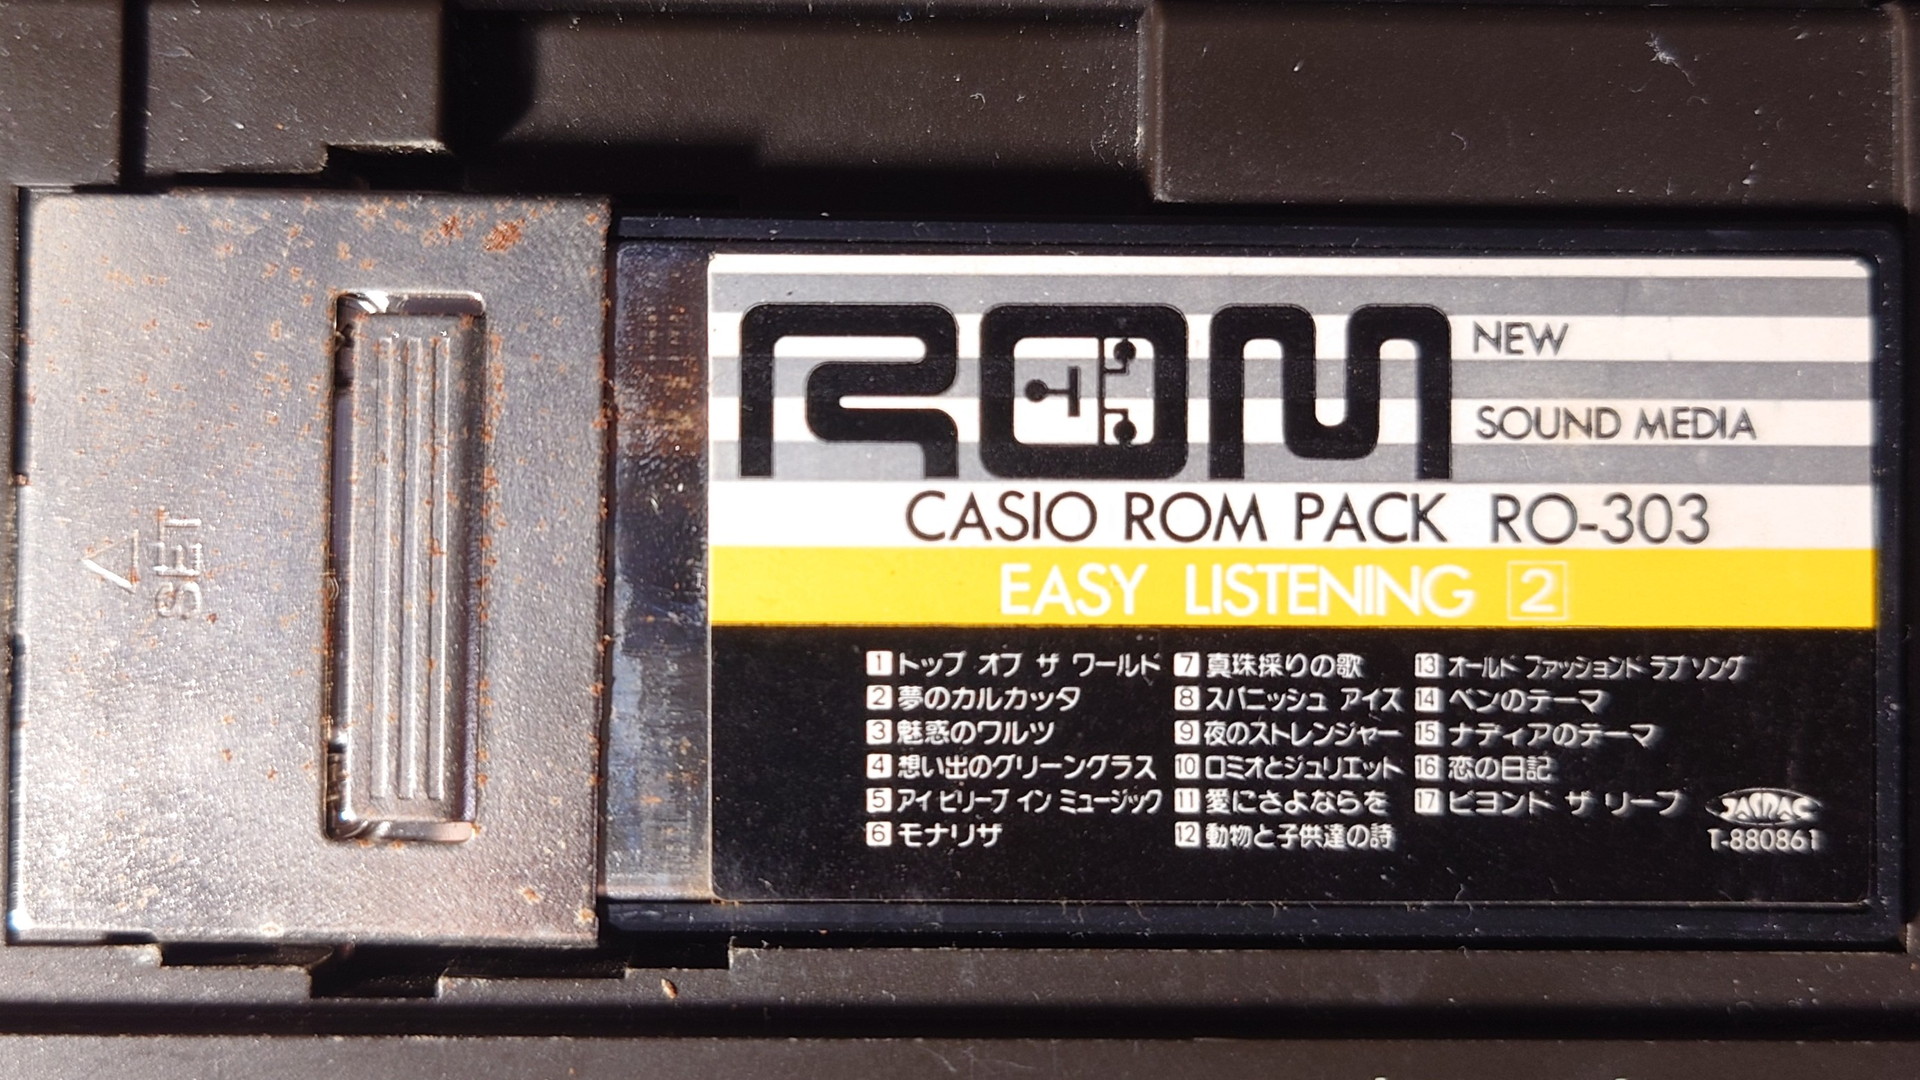 SET
ROM
NEW
SOUND MEDIA
CASIO ROM PACK RO-303
EASY LISTENING 2
1 トップ オブ ザ ワールド
2 夢のカルカッタ
3 魅惑のワルツ
4 想い出のグリーングラス
5 アイ ビリーブ イン ミュージック
6 モナリザ
7 真珠採りの歌
8 スパニッシュ アイズ
9 夜のストレンジャー
10 ロミオとジュリエット
11 愛にさよならを
12 動物と子供達の詩
13 オールド ファッションド ラブ ソング
14 ベンのテーマ
15 ナディアのテーマ
16 恋の日記
17 ビヨンド ザ リーフ
JASRAC
T-880861